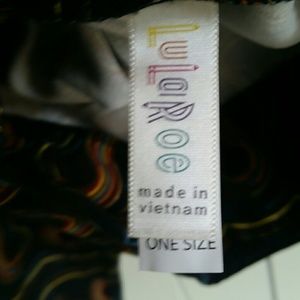 LuLaRoe
made in
vietnam
ONE SIZE